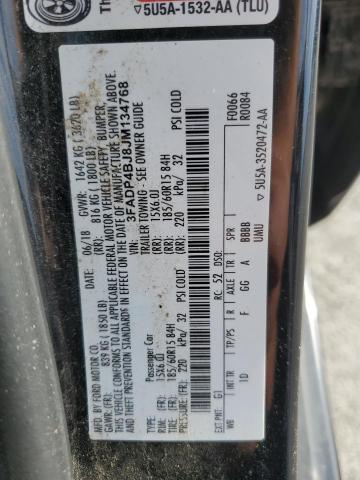 Th
▽5U5A-1532-AA (TLU)
MFD. BY FORD MOTOR CO.
06/18 GVWR: 1642 KG (3620 LB)
GAWR: (FR): 839 KG (1850 LB) (RR): 816 KG (1800 LB)
THIS VEHICLE CONFORMS TO ALL APPLICABLE FEDERAL MOTOR VEHICLE SAFETY, BUMPER,
AND THEFT PREVENTION STANDARDS IN EFFECT ON THE DATE OF MANUFACTURE SHOWN ABOVE.
VIN: 3FADP4BJ8JM134768
Passenger Car TRAILER TOWING - SEE OWNER GUIDE
RIM: (FR): 15X6.0J (RR): 15X6.0J
TIRE: (FR): 185/60R15 84H (RR): 185/60R15 84H
PRESSURE: (FR): 220 kPa/ 32 PSI COLD (RR): 220 kPa/ 32 PSI COLD
EXT PNT: G1 RC: 52 DSO: F0066
R0084
WB INT TR TP/PS R AXLE TR SPR
1D F GG A BBBB
UMU
▽5U5A-3520472-AA